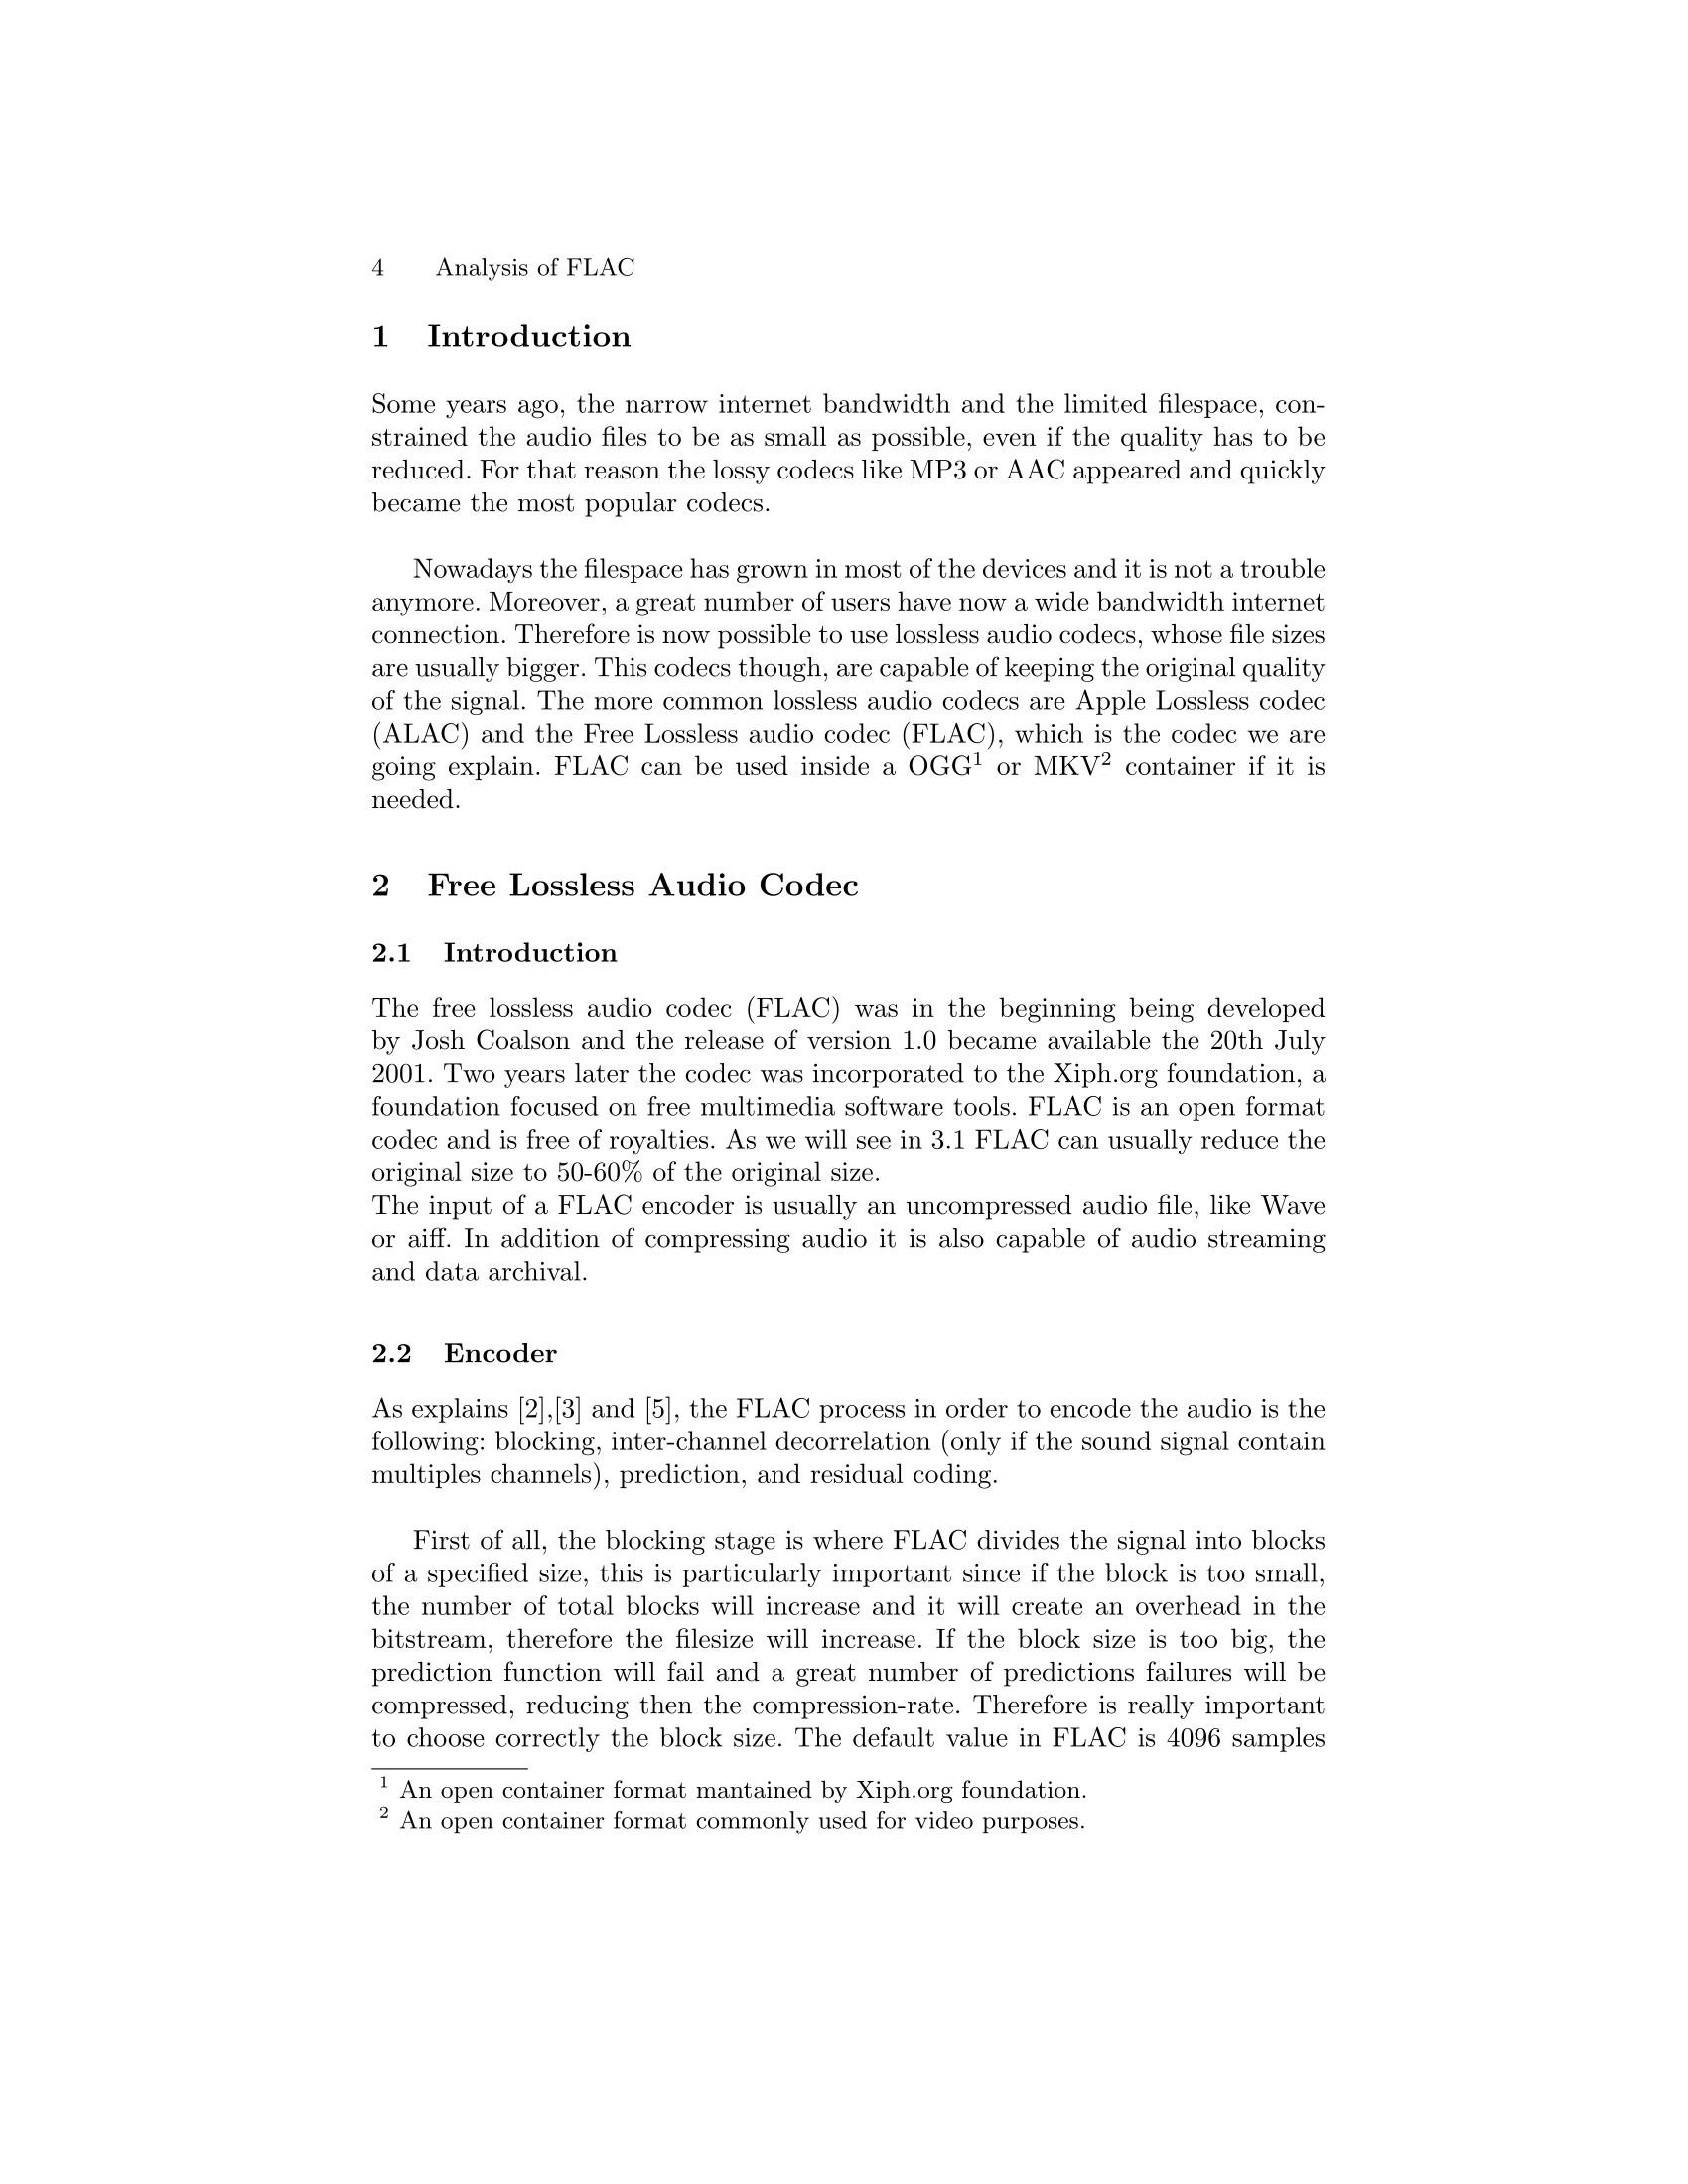 4 Analysis of FLAC
1 Introduction
Some years ago, the narrow internet bandwidth and the limited filespace, con-
strained the audio files to be as small as possible, even if the quality has to be
reduced. For that reason the lossy codecs like MP3 or AAC appeared and quickly
became the most popular codecs.
Nowadays the filespace has grown in most of the devices and it is not a trouble
anymore. Moreover, a great number of users have now a wide bandwidth internet
connection. Therefore is now possible to use lossless audio codecs, whose file sizes
are usually bigger. This codecs though, are capable of keeping the original quality
of the signal. The more common lossless audio codecs are Apple Lossless codec
(ALAC) and the Free Lossless audio codec (FLAC), which is the codec we are
going explain. FLAC can be used inside a OGG¹ or MKV² container if it is
needed.
2 Free Lossless Audio Codec
2.1 Introduction
The free lossless audio codec (FLAC) was in the beginning being developed
by Josh Coalson and the release of version 1.0 became available the 20th July
2001. Two years later the codec was incorporated to the Xiph.org foundation, a
foundation focused on free multimedia software tools. FLAC is an open format
codec and is free of royalties. As we will see in 3.1 FLAC can usually reduce the
original size to 50-60% of the original size.
The input of a FLAC encoder is usually an uncompressed audio file, like Wave
or aiff. In addition of compressing audio it is also capable of audio streaming
and data archival.
2.2 Encoder
As explains [2],[3] and [5], the FLAC process in order to encode the audio is the
following: blocking, inter-channel decorrelation (only if the sound signal contain
multiples channels), prediction, and residual coding.
First of all, the blocking stage is where FLAC divides the signal into blocks
of a specified size, this is particularly important since if the block is too small,
the number of total blocks will increase and it will create an overhead in the
bitstream, therefore the filesize will increase. If the block size is too big, the
prediction function will fail and a great number of predictions failures will be
compressed, reducing then the compression-rate. Therefore is really important
to choose correctly the block size. The default value in FLAC is 4096 samples
¹ An open container format mantained by Xiph.org foundation.
² An open container format commonly used for video purposes.